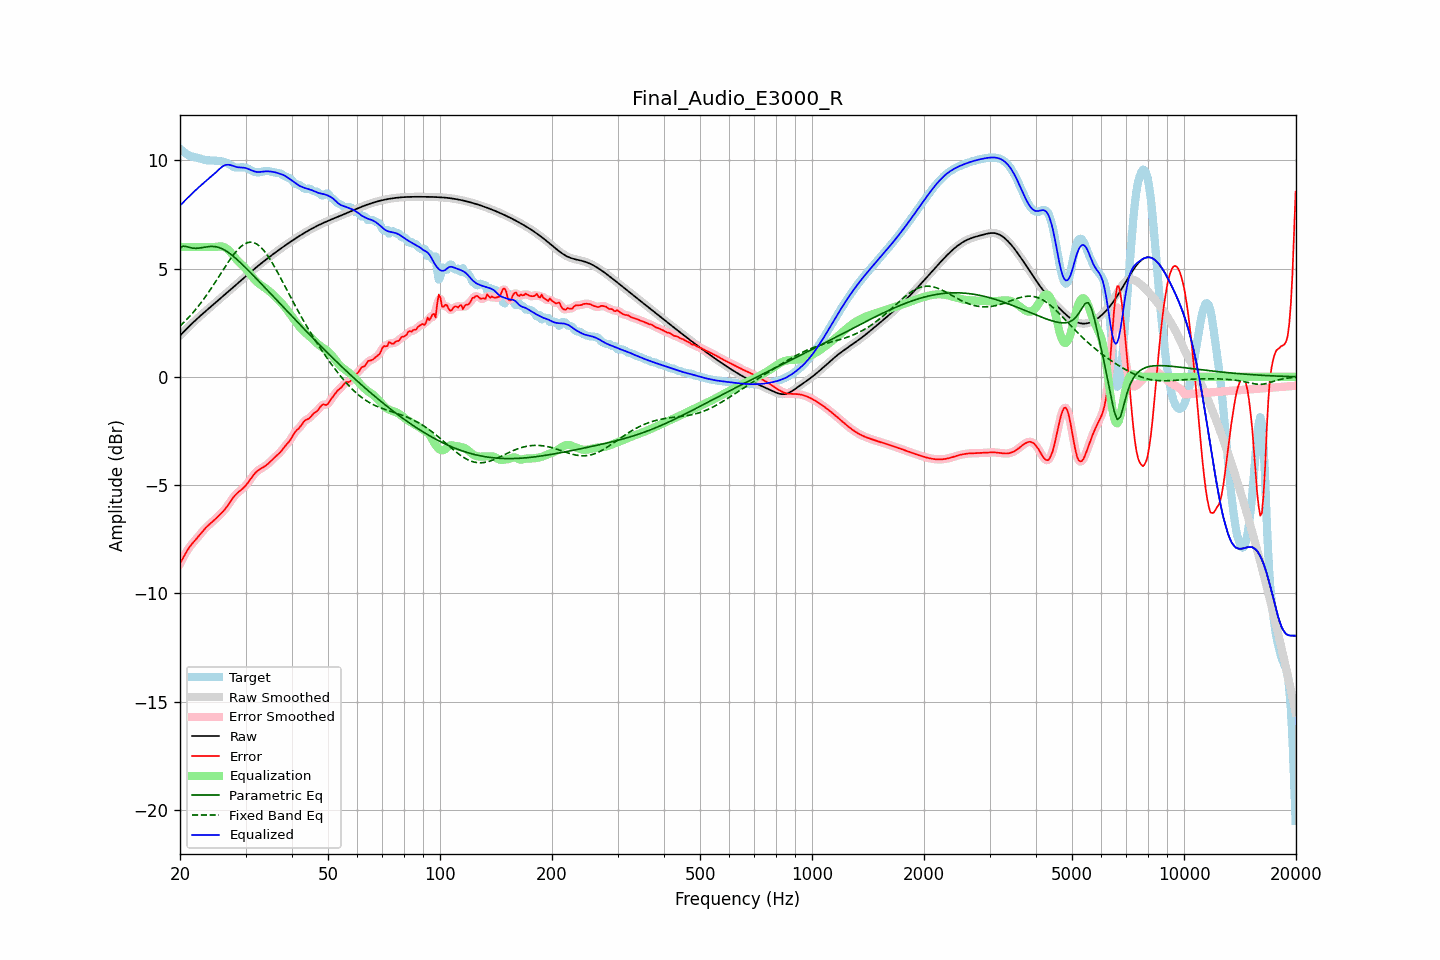 Final_Audio_E3000_R
Amplitude (dBr)
10
5
0
−5
−10
−15
−20
Target
Raw Smoothed
Error Smoothed
Raw
Error
Equalization
Parametric Eq
Fixed Band Eq
Equalized
20 50 100 200 500 1000 2000 5000 10000 20000
Frequency (Hz)